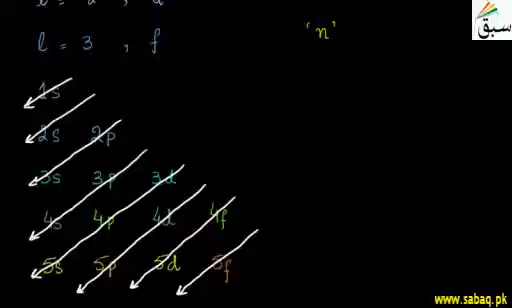 l = 2 , d
l = 3 , f
'n'
سبق
1s
2s 2p
3s 3p 3d
4s 4p 4d 4f
5s 5p 5d 5f
www.sabaq.pk